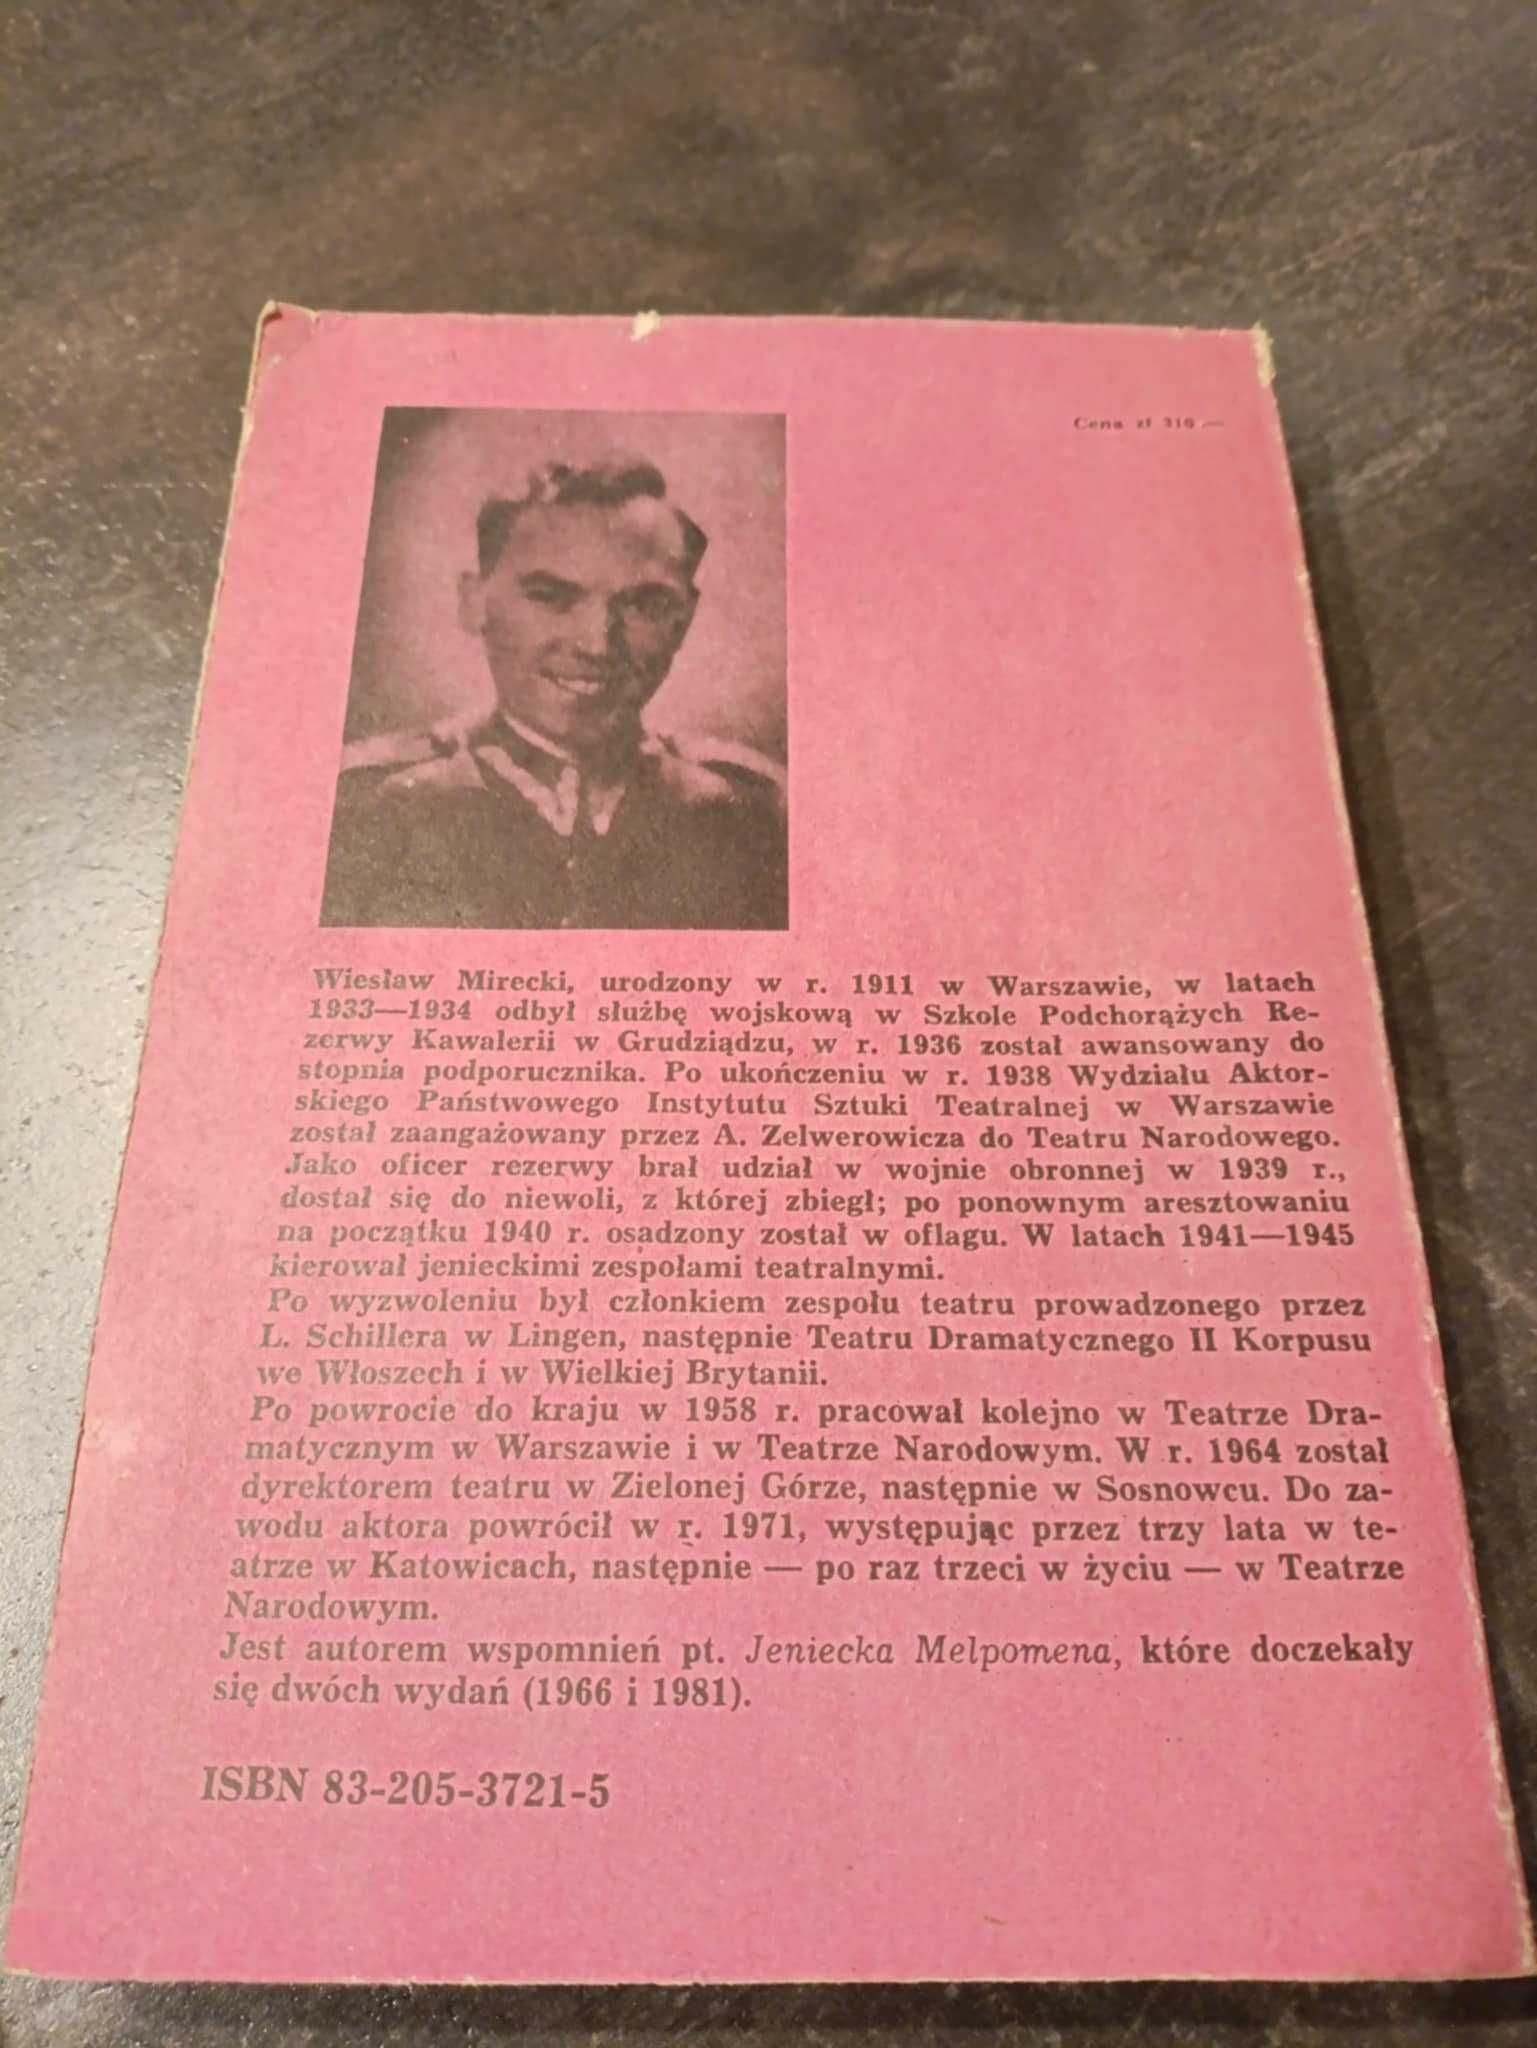 Cena zł 310.—
Wiesław Mirecki, urodzony w r. 1911 w Warszawie, w latach
1933—1934 odbył służbę wojskową w Szkole Podchorążych Re-
zerwy Kawalerii w Grudziądzu, w r. 1936 został awansowany do
stopnia podporucznika. Po ukończeniu w r. 1938 Wydziału Aktor-
skiego Państwowego Instytutu Sztuki Teatralnej w Warszawie
został zaangażowany przez A. Zelwerowicza do Teatru Narodowego.
Jako oficer rezerwy brał udział w wojnie obronnej w 1939 r.,
dostał się do niewoli, z której zbiegł; po ponownym aresztowaniu
na początku 1940 r. osadzony został w oflagu. W latach 1941—1945
kierował jenieckimi zespołami teatralnymi.
Po wyzwoleniu był członkiem zespołu teatru prowadzonego przez
L. Schillera w Lingen, następnie Teatru Dramatycznego II Korpusu
we Włoszech i w Wielkiej Brytanii.
Po powrocie do kraju w 1958 r. pracował kolejno w Teatrze Dra-
matycznym w Warszawie i w Teatrze Narodowym. W r. 1964 został
dyrektorem teatru w Zielonej Górze, następnie w Sosnowcu. Do za-
wodu aktora powrócił w r. 1971, występując przez trzy lata w te-
atrze w Katowicach, następnie — po raz trzeci w życiu — w Teatrze
Narodowym.
Jest autorem wspomnień pt. Jeniecka Melpomena, które doczekały
się dwóch wydań (1966 i 1981).
ISBN 83-205-3721-5